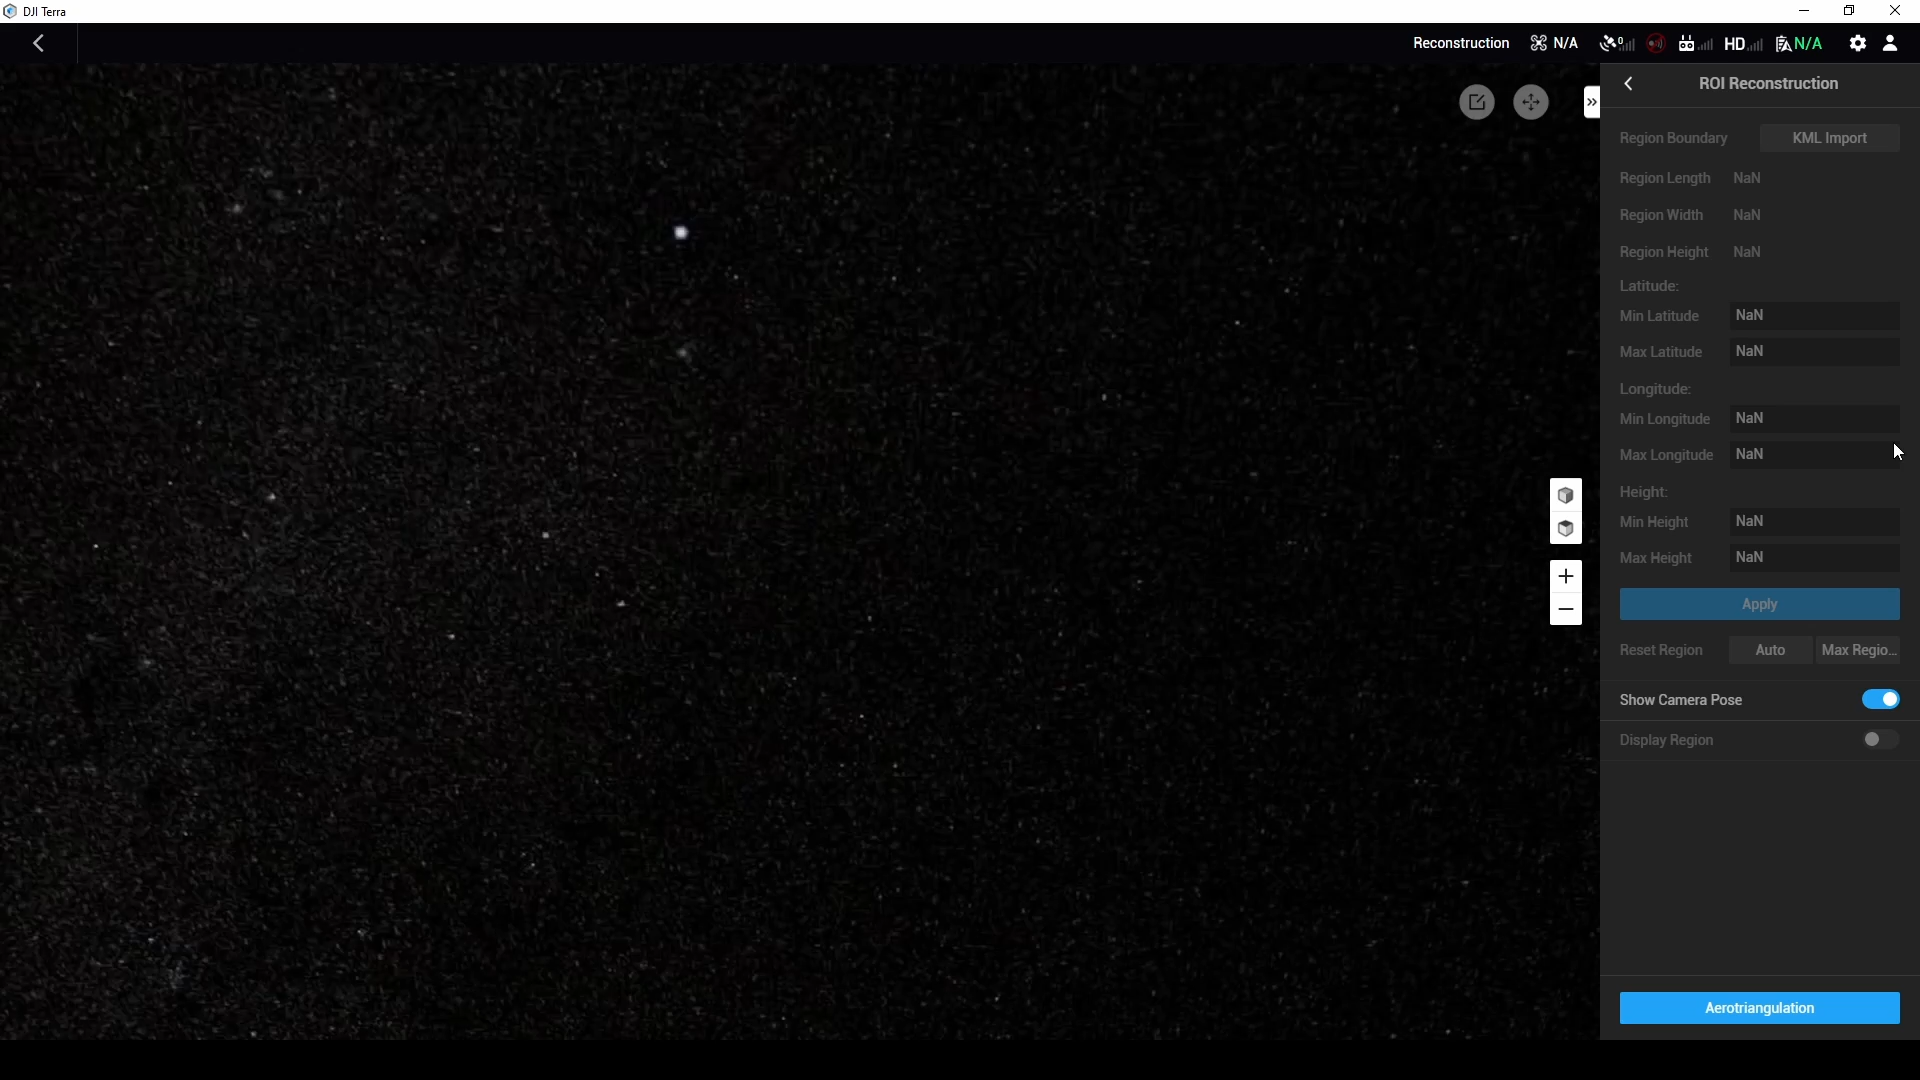 DJI Terra
Reconstruction N/A 0 HD N/A
ROI Reconstruction
Region Boundary KML Import
Region Length NaN
Region Width NaN
Region Height NaN
Latitude:
Min Latitude NaN
Max Latitude NaN
Longitude:
Min Longitude NaN
Max Longitude NaN
Height:
Min Height NaN
Max Height NaN
Apply
Reset Region Auto Max Regio...
Show Camera Pose
Display Region
Aerotriangulation